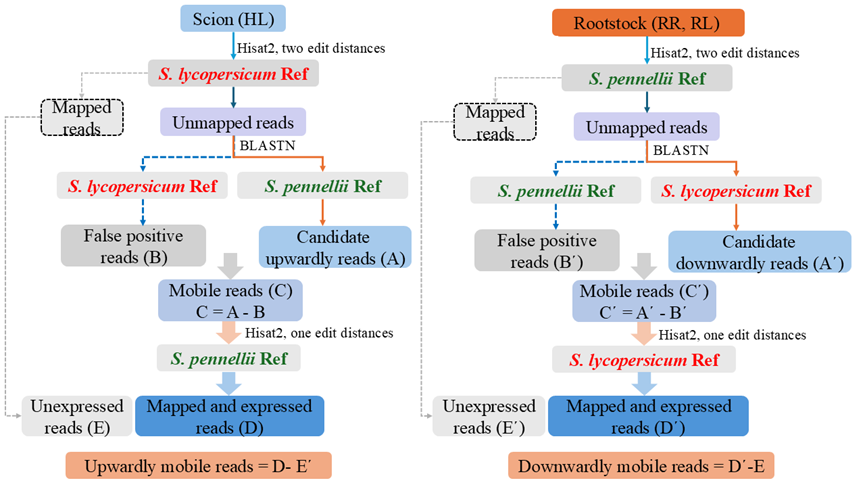 Scion (HL)
Hisat2, two edit distances
S. lycopersicum Ref
Mapped
reads
Unmapped reads
BLASTN
S. lycopersicum Ref
S. pennellii Ref
False positive
reads (B)
Candidate
upwardly reads (A)
Mobile reads (C)
C = A - B
Hisat2, one edit distances
S. pennellii Ref
Unexpressed
reads (E)
Mapped and expressed
reads (D)
Upwardly mobile reads = D- E´
Rootstock (RR, RL)
Hisat2, two edit distances
S. pennellii Ref
Mapped
reads
Unmapped reads
BLASTN
S. pennellii Ref
S. lycopersicum Ref
False positive
reads (B´)
Candidate
downwardly reads (A´)
Mobile reads (C´)
C´ = A´ - B´
Hisat2, one edit distances
S. lycopersicum Ref
Unexpressed
reads (E´)
Mapped and expressed
reads (D´)
Downwardly mobile reads = D´-E